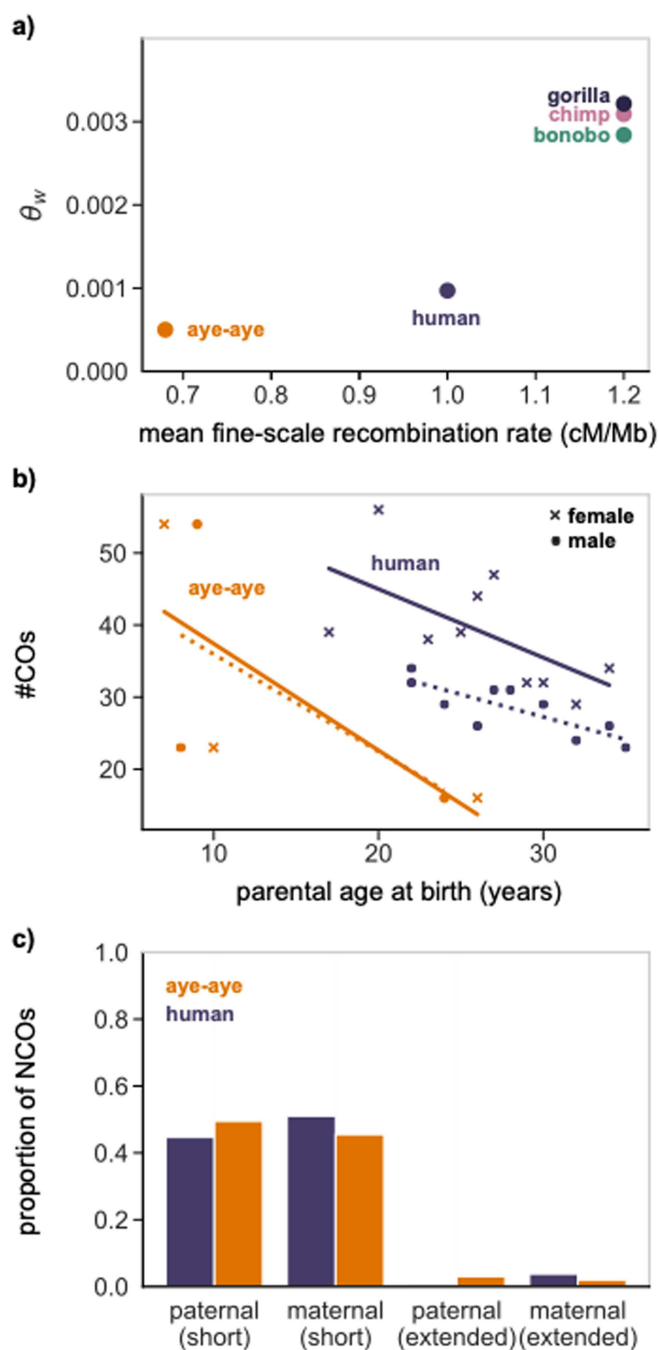 a)
gorilla
chimp
bonobo
aye-aye
human
θw
0.003
0.002
0.001
0.000
0.7 0.8 0.9 1.0 1.1 1.2
mean fine-scale recombination rate (cM/Mb)
b)
× female
● male
human
aye-aye
#COs
50
40
30
20
10 20 30
parental age at birth (years)
c)
aye-aye
human
proportion of NCOs
1.0
0.8
0.6
0.4
0.2
0.0
paternal maternal paternal maternal
(short) (short) (extended) (extended)